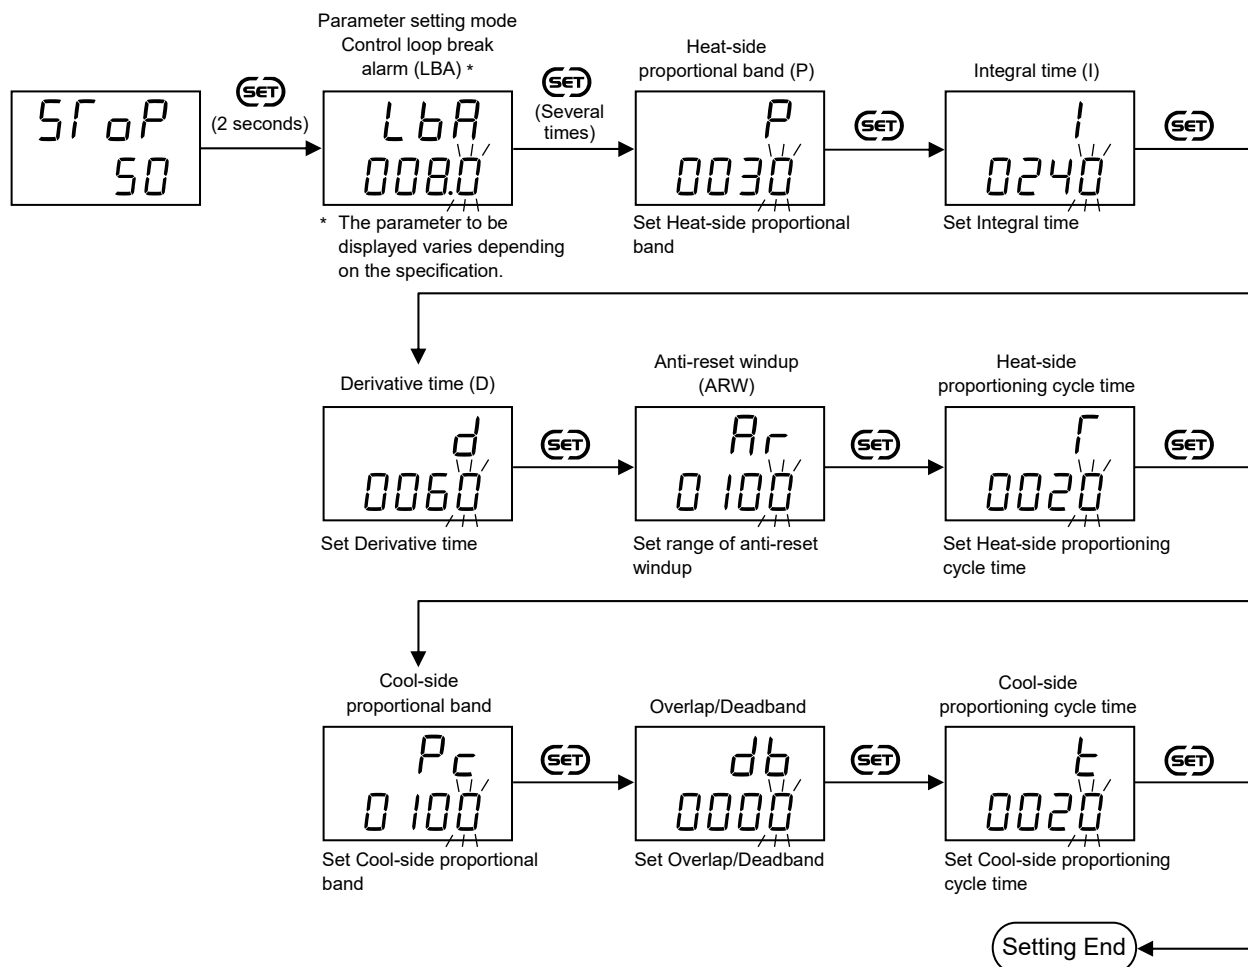 Parameter setting mode
Control loop break
alarm (LBA) *
SToP
50
SET
(2 seconds)
LbA
008.0
* The parameter to be
displayed varies depending
on the specification.
SET
(Several
times)
Heat-side
proportional band (P)
P
0030
Set Heat-side proportional
band
SET
Integral time (I)
I
0240
Set Integral time
SET
Derivative time (D)
d
0060
Set Derivative time
SET
Anti-reset windup
(ARW)
Ar
0100
Set range of anti-reset
windup
SET
Heat-side
proportioning cycle time
T
0020
Set Heat-side proportioning
cycle time
SET
Cool-side
proportional band
Pc
0100
Set Cool-side proportional
band
SET
Overlap/Deadband
db
0000
Set Overlap/Deadband
SET
Cool-side
proportioning cycle time
t
0020
Set Cool-side proportioning
cycle time
SET
Setting End